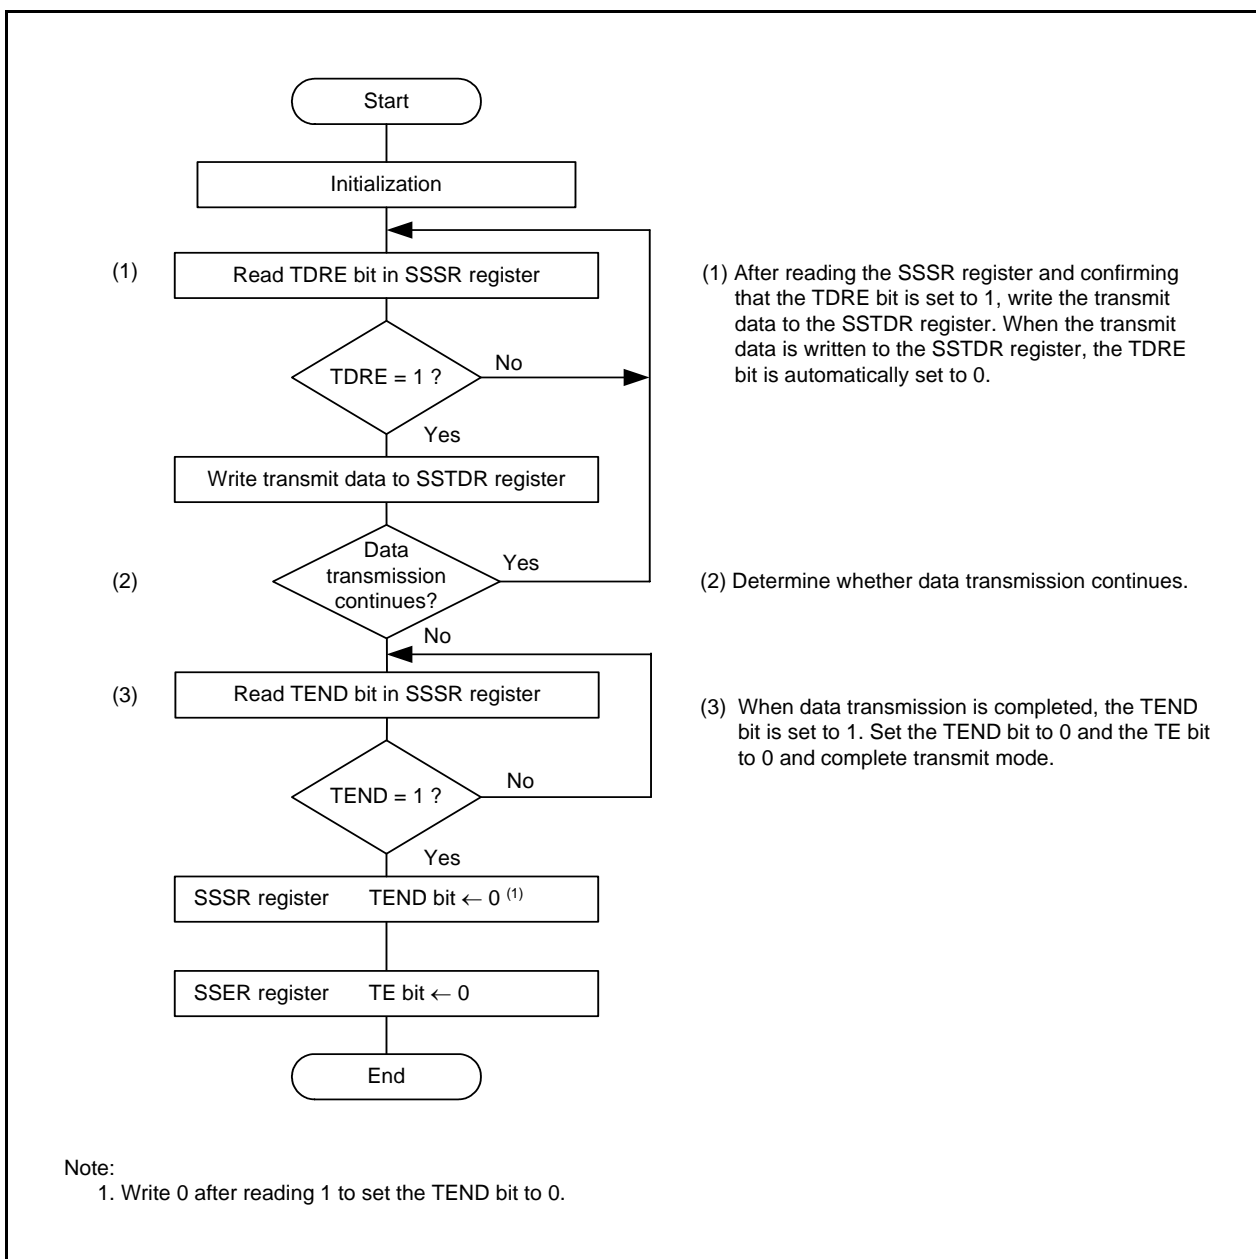 Start
Initialization
(1)
Read TDRE bit in SSSR register
(1) After reading the SSSR register and confirming
that the TDRE bit is set to 1, write the transmit
data to the SSTDR register. When the transmit
data is written to the SSTDR register, the TDRE
bit is automatically set to 0.
TDRE = 1 ?
No
Yes
Write transmit data to SSTDR register
(2)
Data
transmission
continues?
Yes
(2) Determine whether data transmission continues.
No
(3)
Read TEND bit in SSSR register
(3) When data transmission is completed, the TEND
bit is set to 1. Set the TEND bit to 0 and the TE bit
to 0 and complete transmit mode.
TEND = 1 ?
No
Yes
SSSR register TEND bit ← 0 (1)
SSER register TE bit ← 0
End
Note:
1. Write 0 after reading 1 to set the TEND bit to 0.